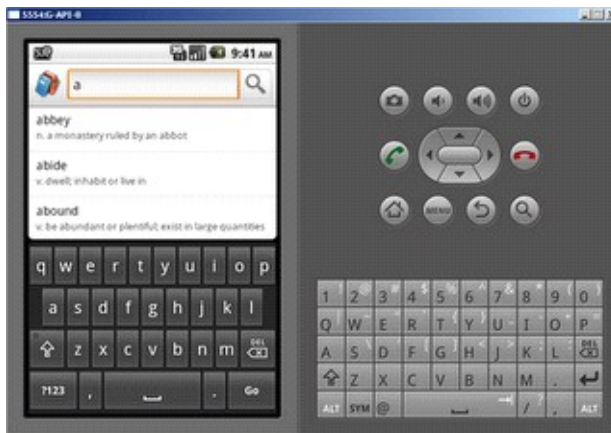 5554:G-API-8
9:41 AM
a
abbey
n. a monastery ruled by an abbot
abide
v. dwell; inhabit or live in
abound
v: be abundant or plentiful; exist in large quantities
q w e r t y u i o p
a s d f g h j k l
z x c v b n m DEL
?123 , . Go
MENU
1 ! 2 @ 3 # 4 $ 5 % 6 ^ 7 & 8 * 9 ( 0 )
Q W E R T Y U I O P
A S D F G H J K L DEL
Z X C V B N M .
ALT SYM @ / ? , ALT